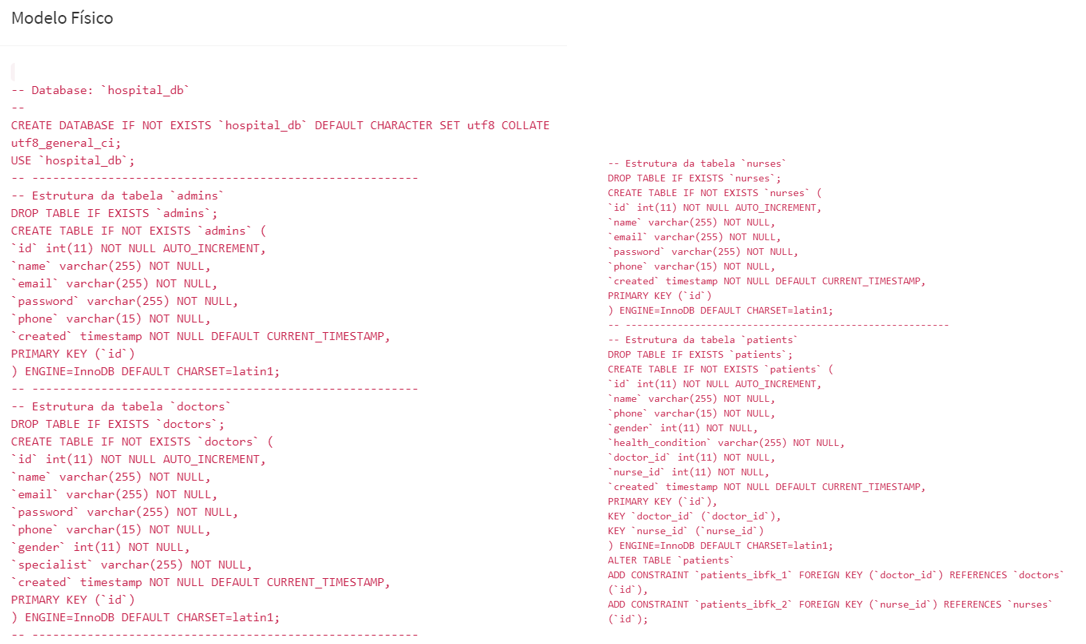 Modelo Físico
-- Database: `hospital_db`
--
CREATE DATABASE IF NOT EXISTS `hospital_db` DEFAULT CHARACTER SET utf8 COLLATE
utf8_general_ci;
USE `hospital_db`;
-- --------------------------------------------------------
-- Estrutura da tabela `admins`
DROP TABLE IF EXISTS `admins`;
CREATE TABLE IF NOT EXISTS `admins` (
`id` int(11) NOT NULL AUTO_INCREMENT,
`name` varchar(255) NOT NULL,
`email` varchar(255) NOT NULL,
`password` varchar(255) NOT NULL,
`phone` varchar(15) NOT NULL,
`created` timestamp NOT NULL DEFAULT CURRENT_TIMESTAMP,
PRIMARY KEY (`id`)
) ENGINE=InnoDB DEFAULT CHARSET=latin1;
-- --------------------------------------------------------
-- Estrutura da tabela `doctors`
DROP TABLE IF EXISTS `doctors`;
CREATE TABLE IF NOT EXISTS `doctors` (
`id` int(11) NOT NULL AUTO_INCREMENT,
`name` varchar(255) NOT NULL,
`email` varchar(255) NOT NULL,
`password` varchar(255) NOT NULL,
`phone` varchar(15) NOT NULL,
`gender` int(11) NOT NULL,
`specialist` varchar(255) NOT NULL,
`created` timestamp NOT NULL DEFAULT CURRENT_TIMESTAMP,
PRIMARY KEY (`id`)
) ENGINE=InnoDB DEFAULT CHARSET=latin1;
-- --------------------------------------------------------
-- Estrutura da tabela `nurses`
DROP TABLE IF EXISTS `nurses`;
CREATE TABLE IF NOT EXISTS `nurses` (
`id` int(11) NOT NULL AUTO_INCREMENT,
`name` varchar(255) NOT NULL,
`email` varchar(255) NOT NULL,
`password` varchar(255) NOT NULL,
`phone` varchar(15) NOT NULL,
`created` timestamp NOT NULL DEFAULT CURRENT_TIMESTAMP,
PRIMARY KEY (`id`)
) ENGINE=InnoDB DEFAULT CHARSET=latin1;
-- --------------------------------------------------------
-- Estrutura da tabela `patients`
DROP TABLE IF EXISTS `patients`;
CREATE TABLE IF NOT EXISTS `patients` (
`id` int(11) NOT NULL AUTO_INCREMENT,
`name` varchar(255) NOT NULL,
`phone` varchar(15) NOT NULL,
`gender` int(11) NOT NULL,
`health_condition` varchar(255) NOT NULL,
`doctor_id` int(11) NOT NULL,
`nurse_id` int(11) NOT NULL,
`created` timestamp NOT NULL DEFAULT CURRENT_TIMESTAMP,
PRIMARY KEY (`id`),
KEY `doctor_id` (`doctor_id`),
KEY `nurse_id` (`nurse_id`)
) ENGINE=InnoDB DEFAULT CHARSET=latin1;
ALTER TABLE `patients`
ADD CONSTRAINT `patients_ibfk_1` FOREIGN KEY (`doctor_id`) REFERENCES `doctors`
(`id`),
ADD CONSTRAINT `patients_ibfk_2` FOREIGN KEY (`nurse_id`) REFERENCES `nurses`
(`id`);